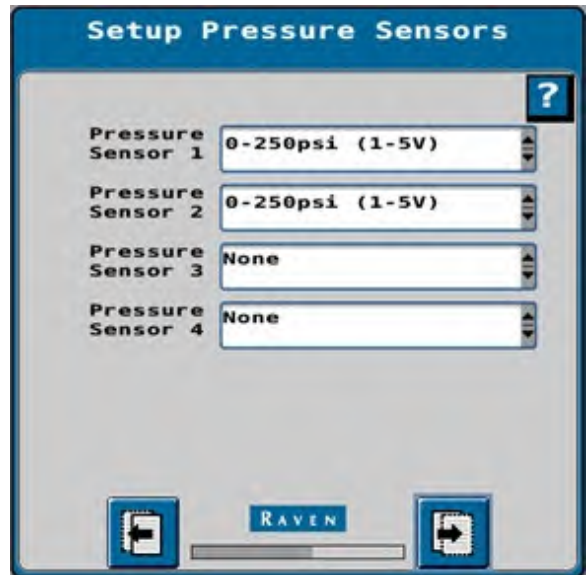 Setup Pressure Sensors
?
Pressure
Sensor 1
0-250psi (1-5V)
Pressure
Sensor 2
0-250psi (1-5V)
Pressure
Sensor 3
None
Pressure
Sensor 4
None
RAVEN